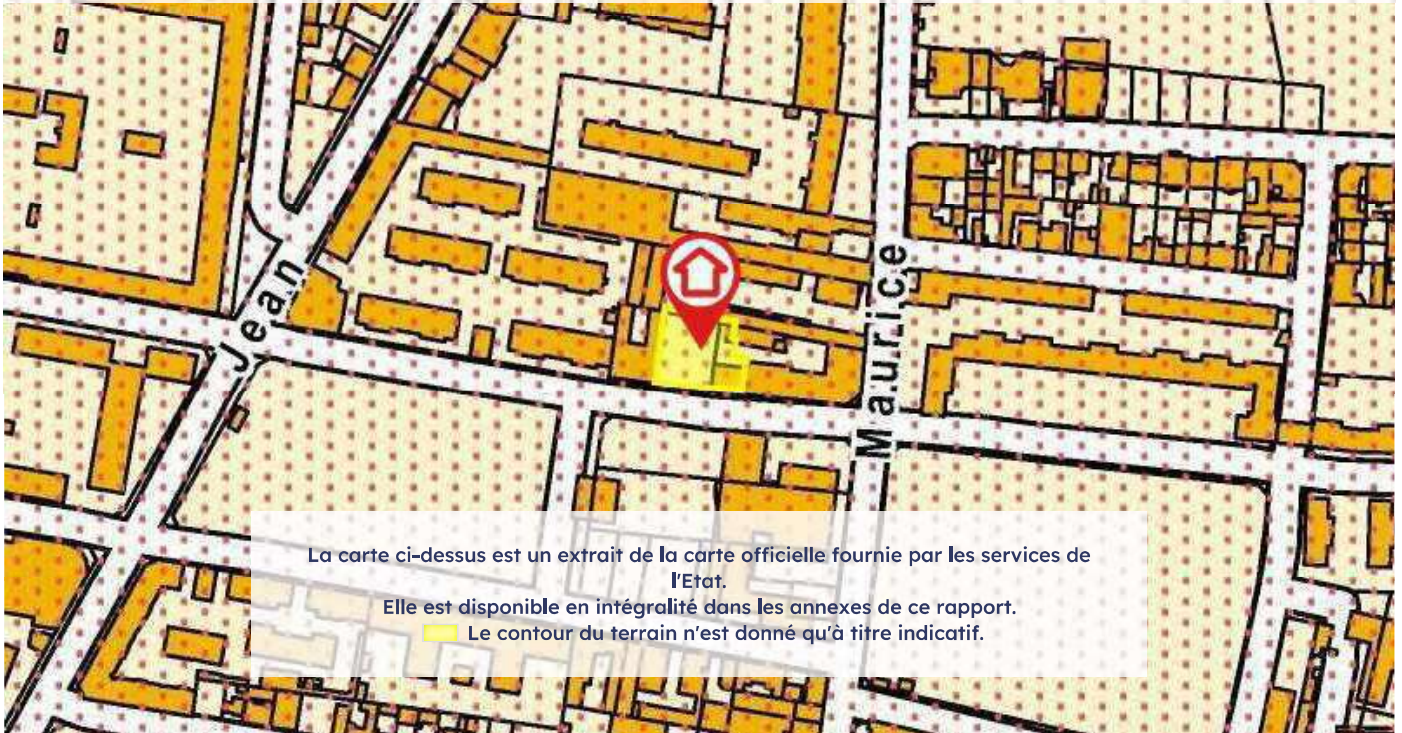 Jean
Maurice
La carte ci-dessus est un extrait de la carte officielle fournie par les services de
l'Etat.
Elle est disponible en intégralité dans les annexes de ce rapport.
Le contour du terrain n'est donné qu'à titre indicatif.